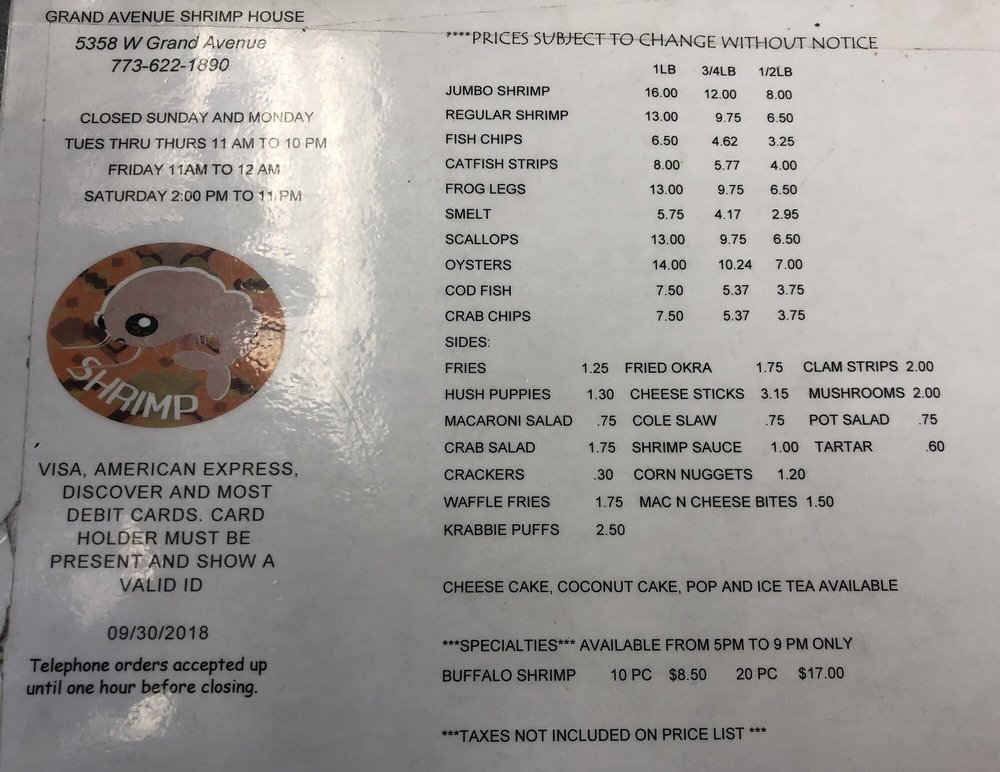 GRAND AVENUE SHRIMP HOUSE
5358 W Grand Avenue
773-622-1890
CLOSED SUNDAY AND MONDAY
TUES THRU THURS 11 AM TO 10 PM
FRIDAY 11AM TO 12 AM
SATURDAY 2:00 PM TO 11 PM
SHRIMP
VISA, AMERICAN EXPRESS,
DISCOVER AND MOST
DEBIT CARDS. CARD
HOLDER MUST BE
PRESENT AND SHOW A
VALID ID
09/30/2018
Telephone orders accepted up
until one hour before closing.
****PRICES SUBJECT TO CHANGE WITHOUT NOTICE
1LB 3/4LB 1/2LB
JUMBO SHRIMP 16.00 12.00 8.00
REGULAR SHRIMP 13.00 9.75 6.50
FISH CHIPS 6.50 4.62 3.25
CATFISH STRIPS 8.00 5.77 4.00
FROG LEGS 13.00 9.75 6.50
SMELT 5.75 4.17 2.95
SCALLOPS 13.00 9.75 6.50
OYSTERS 14.00 10.24 7.00
COD FISH 7.50 5.37 3.75
CRAB CHIPS 7.50 5.37 3.75
SIDES:
FRIES 1.25 FRIED OKRA 1.75 CLAM STRIPS 2.00
HUSH PUPPIES 1.30 CHEESE STICKS 3.15 MUSHROOMS 2.00
MACARONI SALAD .75 COLE SLAW .75 POT SALAD .75
CRAB SALAD 1.75 SHRIMP SAUCE 1.00 TARTAR .60
CRACKERS .30 CORN NUGGETS 1.20
WAFFLE FRIES 1.75 MAC N CHEESE BITES 1.50
KRABBIE PUFFS 2.50
CHEESE CAKE, COCONUT CAKE, POP AND ICE TEA AVAILABLE
***SPECIALTIES*** AVAILABLE FROM 5PM TO 9 PM ONLY
BUFFALO SHRIMP 10 PC $8.50 20 PC $17.00
***TAXES NOT INCLUDED ON PRICE LIST ***